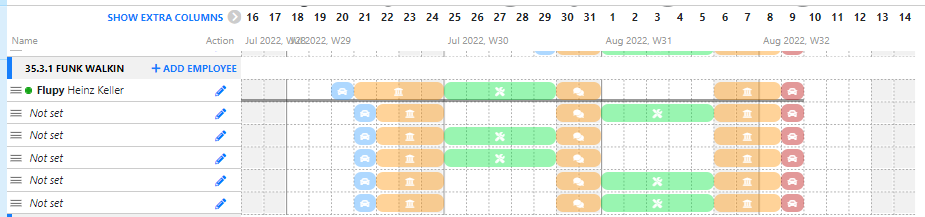 SHOW EXTRA COLUMNS 16 17 18 19 20 21 22 23 24 25 26 27 28 29 30 31 1 2 3 4 5 6 7 8 9 10 11 12 13 14
Name Action Jul 2022, W28 2022, W29 Jul 2022, W30 Aug 2022, W31 Aug 2022, W32
35.3.1 FUNK WALKIN + ADD EMPLOYEE
Flupy Heinz Keller
Not set
Not set
Not set
Not set
Not set